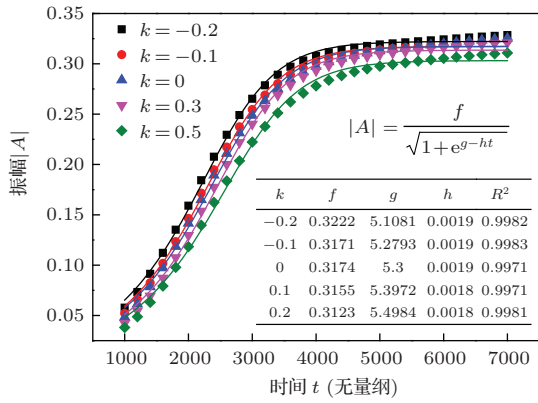 振幅|A|
0.35
0.30
0.25
0.20
0.15
0.10
0.05
k = −0.2
k = −0.1
k = 0
k = 0.3
k = 0.5
|A| = f / √(1+e^{g−ht})
k f g h R²
−0.2 0.3222 5.1081 0.0019 0.9982
−0.1 0.3171 5.2793 0.0019 0.9983
0 0.3174 5.3 0.0019 0.9971
0.1 0.3155 5.3972 0.0018 0.9971
0.2 0.3123 5.4984 0.0018 0.9981
1000 2000 3000 4000 5000 6000 7000
时间 t (无量纲)